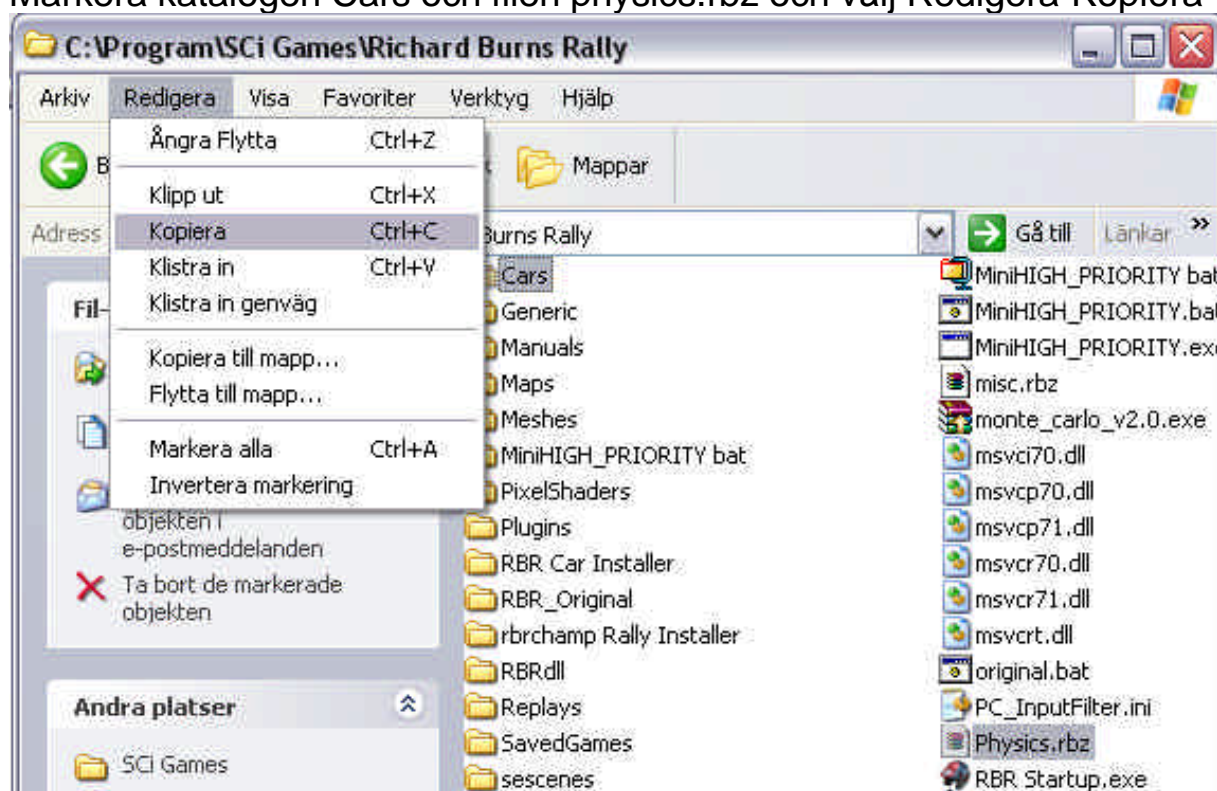 Markera katalogen Cars och filen physics.rbz och välj Redigera-Kopiera
C:\Program\SCi Games\Richard Burns Rally
Arkiv Redigera Visa Favoriter Verktyg Hjälp
Ångra Flytta Ctrl+Z
Klipp ut Ctrl+X
Kopiera Ctrl+C
Klistra in Ctrl+V
Klistra in genväg
Kopiera till mapp...
Flytta till mapp...
Markera alla Ctrl+A
Invertera markering
B
Mappar
Adress
Burns Rally
Gå till
Länkar »
Fil-
objekten i
e-postmeddelanden
Ta bort de markerade
objekten
Andra platser
SCi Games
Cars
Generic
Manuals
Maps
Meshes
MiniHIGH_PRIORITY bat
PixelShaders
Plugins
RBR Car Installer
RBR_Original
rbrchamp Rally Installer
RBRdll
Replays
SavedGames
sescenes
MiniHIGH_PRIORITY bat
MiniHIGH_PRIORITY.bat
MiniHIGH_PRIORITY.exe
misc.rbz
monte_carlo_v2.0.exe
msvci70.dll
msvcp70.dll
msvcp71.dll
msvcr70.dll
msvcr71.dll
msvcrt.dll
original.bat
PC_InputFilter.ini
Physics.rbz
RBR Startup.exe